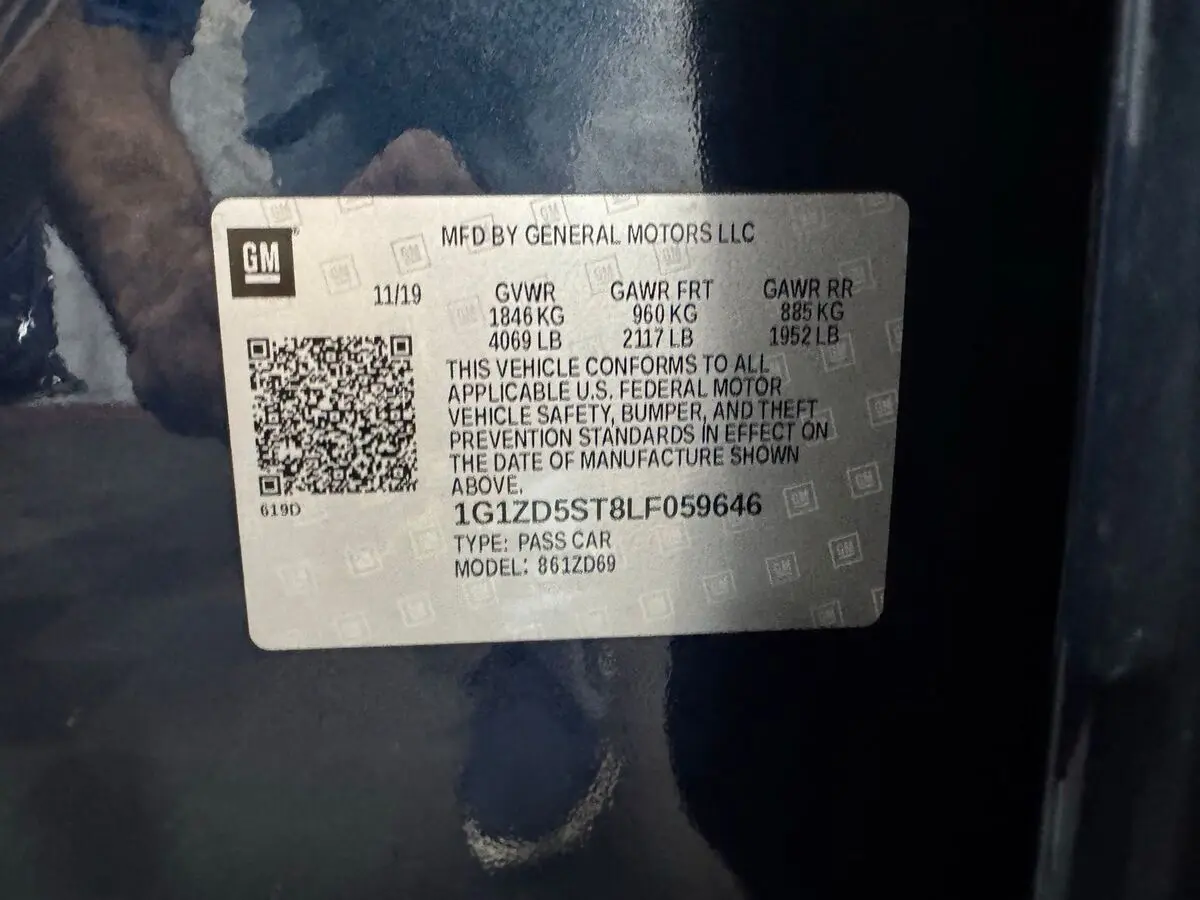 GM
MFD BY GENERAL MOTORS LLC
11/19 GVWR GAWR FRT GAWR RR
1846 KG 960 KG 885 KG
4069 LB 2117 LB 1952 LB
THIS VEHICLE CONFORMS TO ALL
APPLICABLE U.S. FEDERAL MOTOR
VEHICLE SAFETY, BUMPER, AND THEFT
PREVENTION STANDARDS IN EFFECT ON
THE DATE OF MANUFACTURE SHOWN
ABOVE.
619D
1G1ZD5ST8LF059646
TYPE: PASS CAR
MODEL: 861ZD69